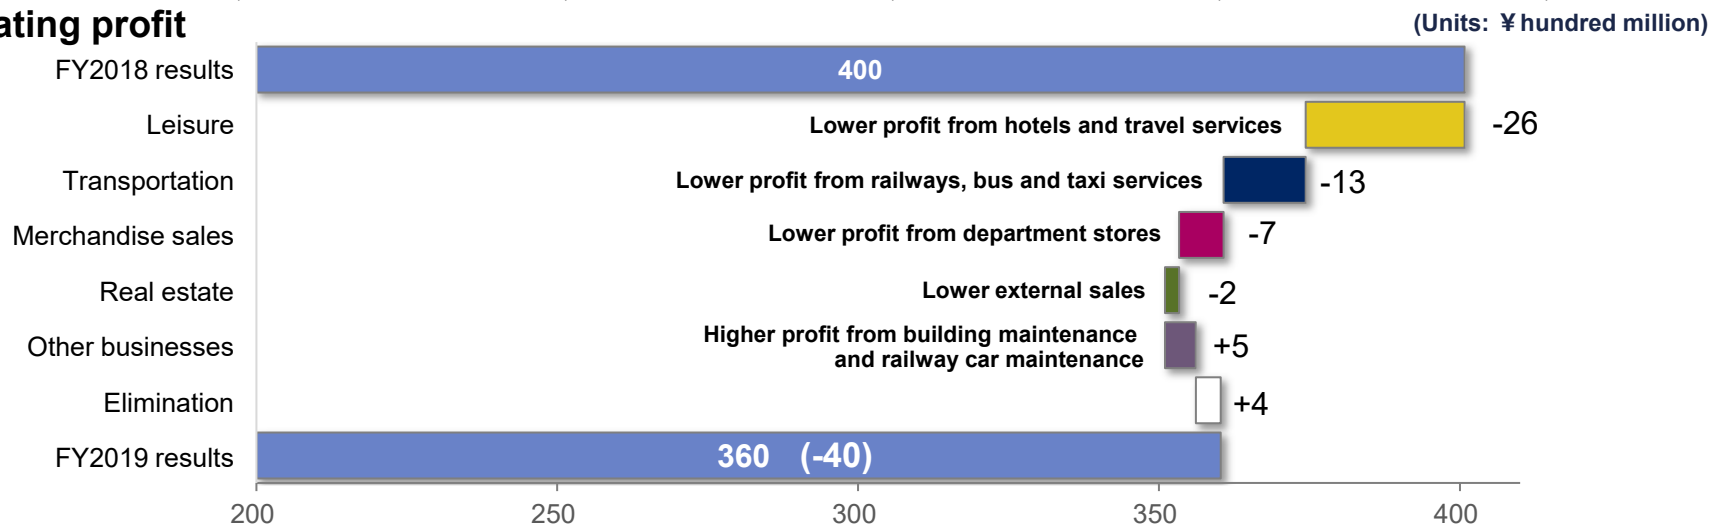 ating profit
(Units: ¥ hundred million)
FY2018 results 400
Leisure Lower profit from hotels and travel services -26
Transportation Lower profit from railways, bus and taxi services -13
Merchandise sales Lower profit from department stores -7
Real estate Lower external sales -2
Other businesses Higher profit from building maintenance
and railway car maintenance +5
Elimination +4
FY2019 results 360 (-40)
200 250 300 350 400